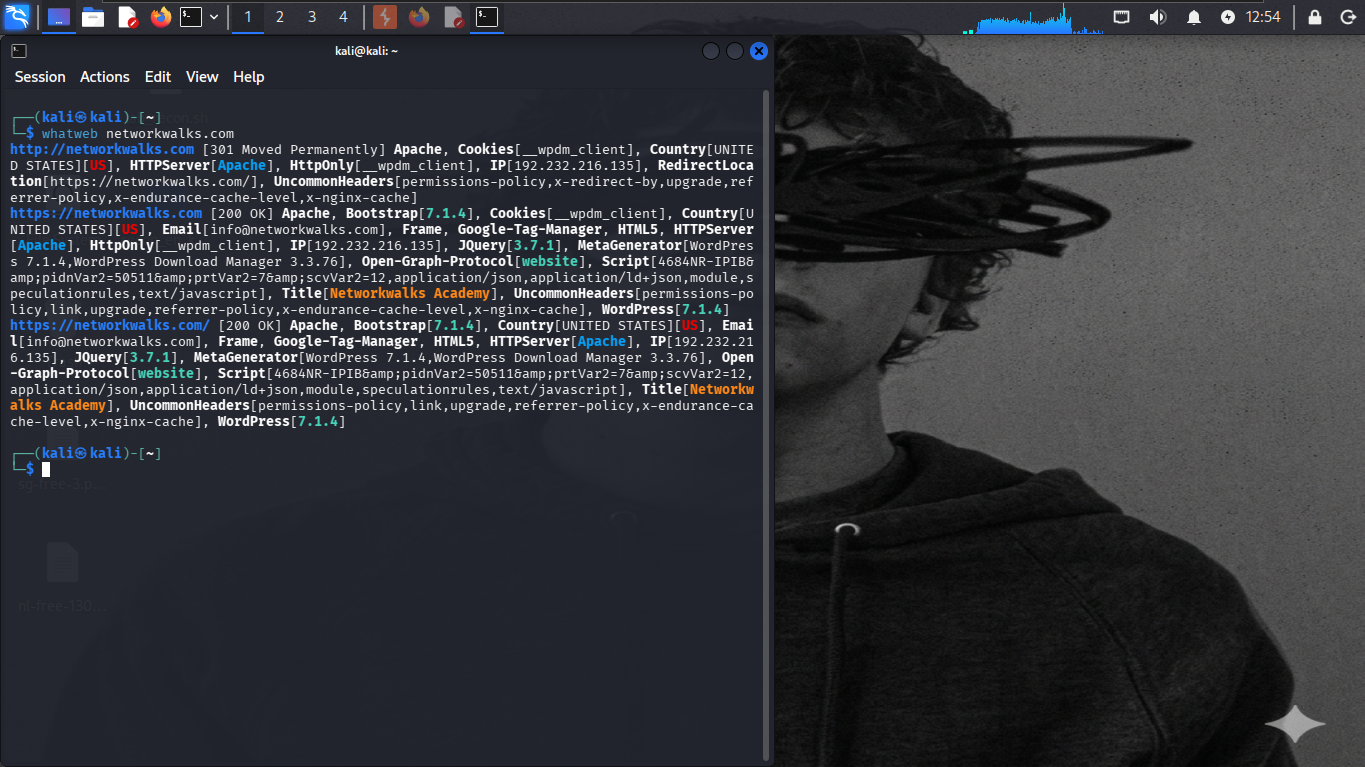 1 2 3 4
12:54
kali@kali: ~
Session Actions Edit View Help
┌──(kali㉿kali)-[~]
└─$ whatweb networkwalks.com
http://networkwalks.com [301 Moved Permanently] Apache, Cookies[__wpdm_client], Country[UNITE
D STATES][US], HTTPServer[Apache], HttpOnly[__wpdm_client], IP[192.232.216.135], RedirectLoca
tion[https://networkwalks.com/], UncommonHeaders[permissions-policy,x-redirect-by,upgrade,ref
errer-policy,x-endurance-cache-level,x-nginx-cache]
https://networkwalks.com [200 OK] Apache, Bootstrap[7.1.4], Cookies[__wpdm_client], Country[U
NITED STATES][US], Email[info@networkwalks.com], Frame, Google-Tag-Manager, HTML5, HTTPServer
[Apache], HttpOnly[__wpdm_client], IP[192.232.216.135], JQuery[3.7.1], MetaGenerator[WordPres
s 7.1.4,WordPress Download Manager 3.3.76], Open-Graph-Protocol[website], Script[4684NR-IPIB&
amp;pidnVar2=50511&amp;prtVar2=7&amp;scvVar2=12,application/json,application/ld+json,module,s
peculationrules,text/javascript], Title[Networkwalks Academy], UncommonHeaders[permissions-po
licy,link,upgrade,referrer-policy,x-endurance-cache-level,x-nginx-cache], WordPress[7.1.4]
https://networkwalks.com/ [200 OK] Apache, Bootstrap[7.1.4], Country[UNITED STATES][US], Emai
l[info@networkwalks.com], Frame, Google-Tag-Manager, HTML5, HTTPServer[Apache], IP[192.232.21
6.135], JQuery[3.7.1], MetaGenerator[WordPress 7.1.4,WordPress Download Manager 3.3.76], Open
-Graph-Protocol[website], Script[4684NR-IPIB&amp;pidnVar2=50511&amp;prtVar2=7&amp;scvVar2=12,
application/json,application/ld+json,module,speculationrules,text/javascript], Title[Networkw
alks Academy], UncommonHeaders[permissions-policy,link,upgrade,referrer-policy,x-endurance-ca
che-level,x-nginx-cache], WordPress[7.1.4]
┌──(kali㉿kali)-[~]
└─$
sg-free-3.p...
nl-free-130...